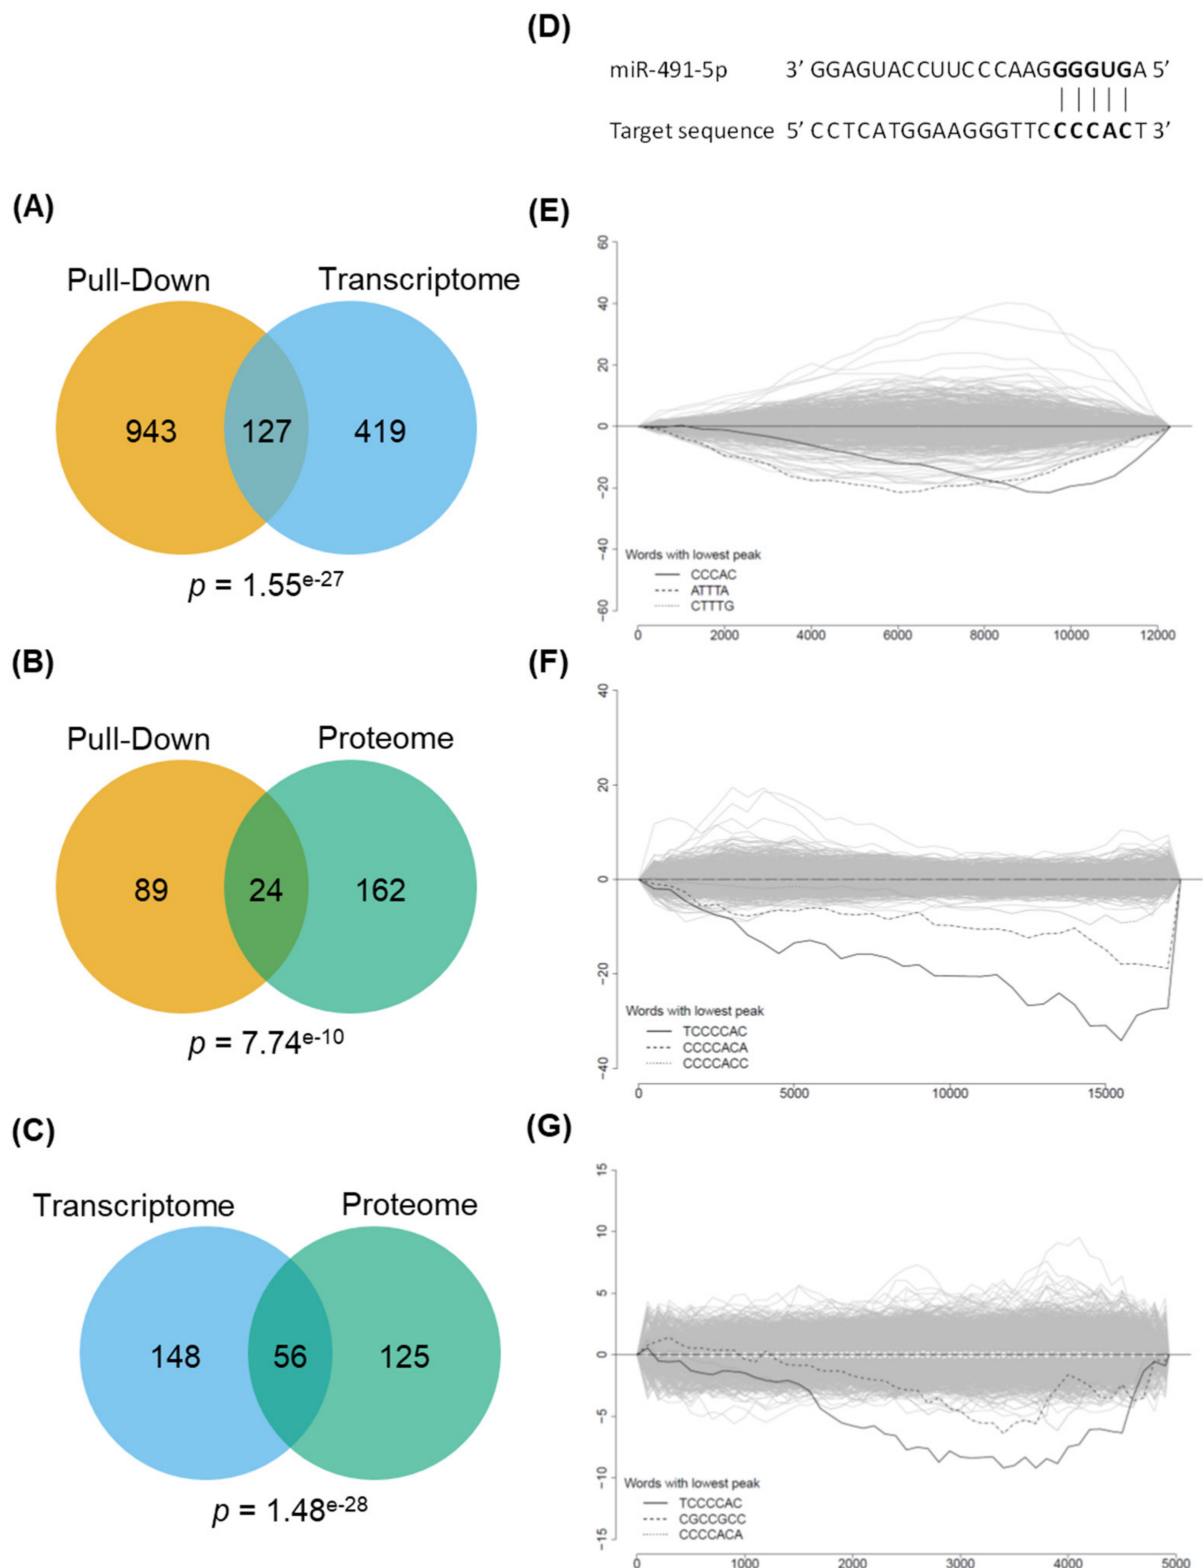 (D)
miR-491-5p 3' GGAGUACCUUCCCAAGGGGUGA 5'
Target sequence 5' CCTCATGGAAGGGTTCCCCACT 3'
(A)
Pull-Down Transcriptome
943 127 419
p = 1.55e-27
(E)
60
40
20
0
−20
−40
−60
Words with lowest peak
CCCAC
ATTTA
CTTTG
0 2000 4000 6000 8000 10000 12000
(B)
Pull-Down Proteome
89 24 162
p = 7.74e-10
(F)
40
20
0
−20
−40
Words with lowest peak
TCCCCAC
CCCCACA
CCCCACC
0 5000 10000 15000
(C)
Transcriptome Proteome
148 56 125
p = 1.48e-28
(G)
15
10
5
0
−5
−10
−15
Words with lowest peak
TCCCCAC
CGCCGCC
CCCCACA
0 1000 2000 3000 4000 5000